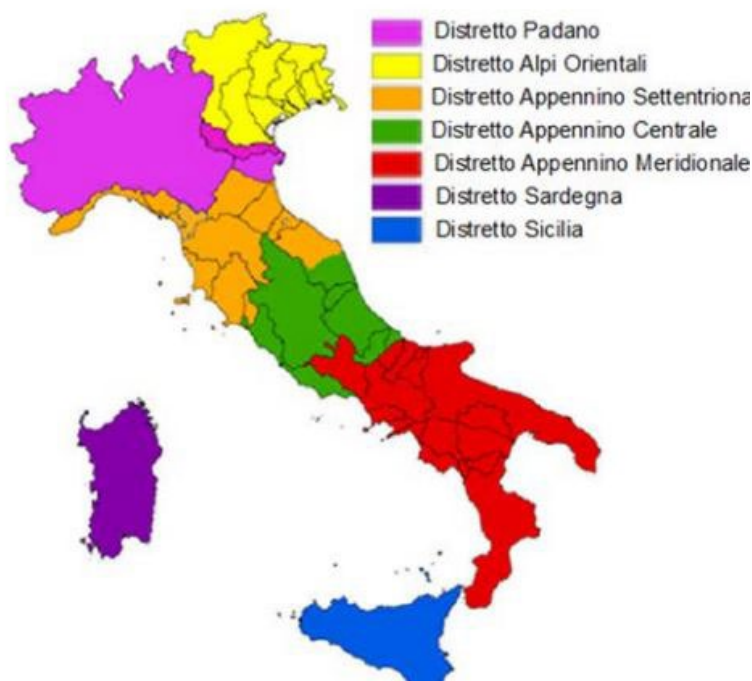 Distretto Padano
Distretto Alpi Orientali
Distretto Appennino Settentriona
Distretto Appennino Centrale
Distretto Appennino Meridionale
Distretto Sardegna
Distretto Sicilia